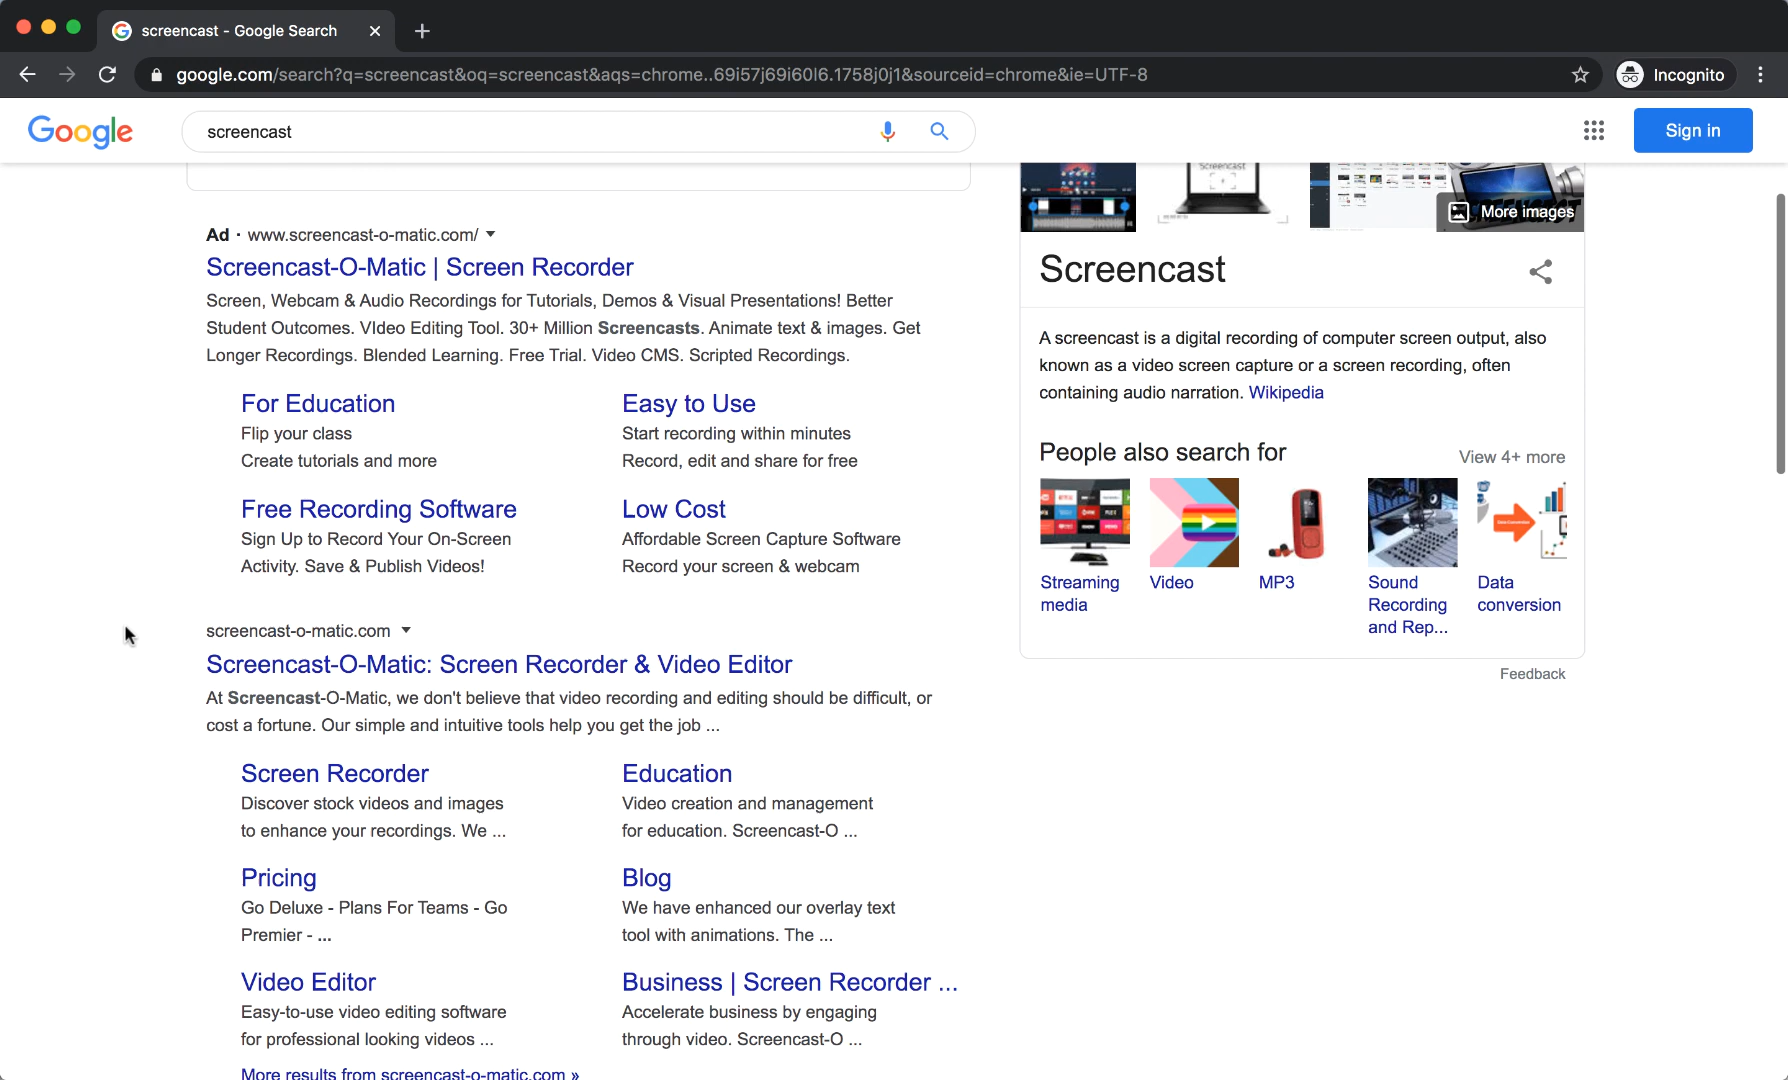 screencast - Google Search
google.com/search?q=screencast&oq=screencast&aqs=chrome..69i57j69i60l6.1758j0j1&sourceid=chrome&ie=UTF-8
Incognito
Google
screencast
Sign in
Screencast
More images
Ad · www.screencast-o-matic.com/
Screencast-O-Matic | Screen Recorder
Screen, Webcam & Audio Recordings for Tutorials, Demos & Visual Presentations! Better
Student Outcomes. VIdeo Editing Tool. 30+ Million Screencasts. Animate text & images. Get
Longer Recordings. Blended Learning. Free Trial. Video CMS. Scripted Recordings.
For Education
Flip your class
Create tutorials and more
Easy to Use
Start recording within minutes
Record, edit and share for free
Free Recording Software
Sign Up to Record Your On-Screen
Activity. Save & Publish Videos!
Low Cost
Affordable Screen Capture Software
Record your screen & webcam
screencast-o-matic.com
Screencast-O-Matic: Screen Recorder & Video Editor
At Screencast-O-Matic, we don't believe that video recording and editing should be difficult, or
cost a fortune. Our simple and intuitive tools help you get the job ...
Screen Recorder
Discover stock videos and images
to enhance your recordings. We ...
Education
Video creation and management
for education. Screencast-O ...
Pricing
Go Deluxe - Plans For Teams - Go
Premier - ...
Blog
We have enhanced our overlay text
tool with animations. The ...
Video Editor
Easy-to-use video editing software
for professional looking videos ...
Business | Screen Recorder ...
Accelerate business by engaging
through video. Screencast-O ...
More results from screencast-o-matic.com »
Screencast
A screencast is a digital recording of computer screen output, also
known as a video screen capture or a screen recording, often
containing audio narration. Wikipedia
People also search for
View 4+ more
Streaming
media
Video
MP3
Sound
Recording
and Rep...
Data
conversion
Feedback